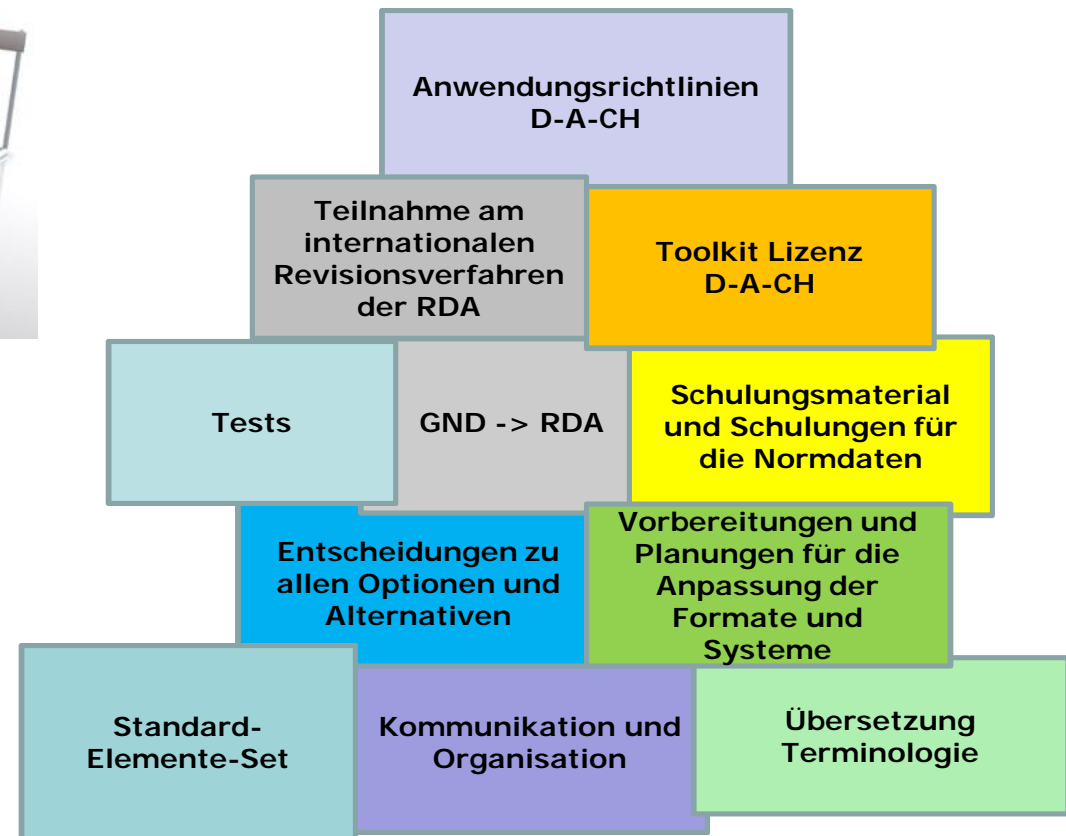 Anwendungsrichtlinien
D-A-CH
Teilnahme am
internationalen
Revisionsverfahren
der RDA
Toolkit Lizenz
D-A-CH
Tests
GND -> RDA
Schulungsmaterial
und Schulungen für
die Normdaten
Entscheidungen zu
allen Optionen und
Alternativen
Vorbereitungen und
Planungen für die
Anpassung der
Formate und
Systeme
Standard-
Elemente-Set
Kommunikation und
Organisation
Übersetzung
Terminologie